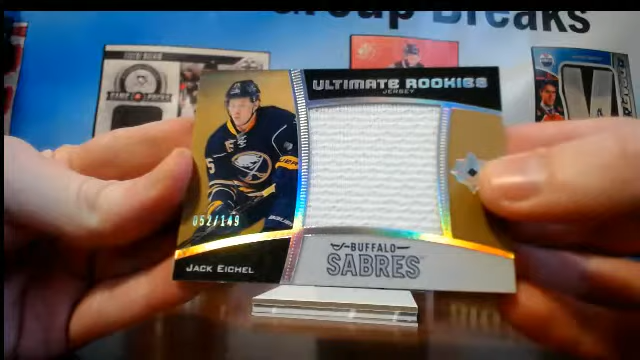 Group Breaks
ULTIMATE ROOKIES
JERSEY
052/149
JACK EICHEL
BUFFALO
SABRES